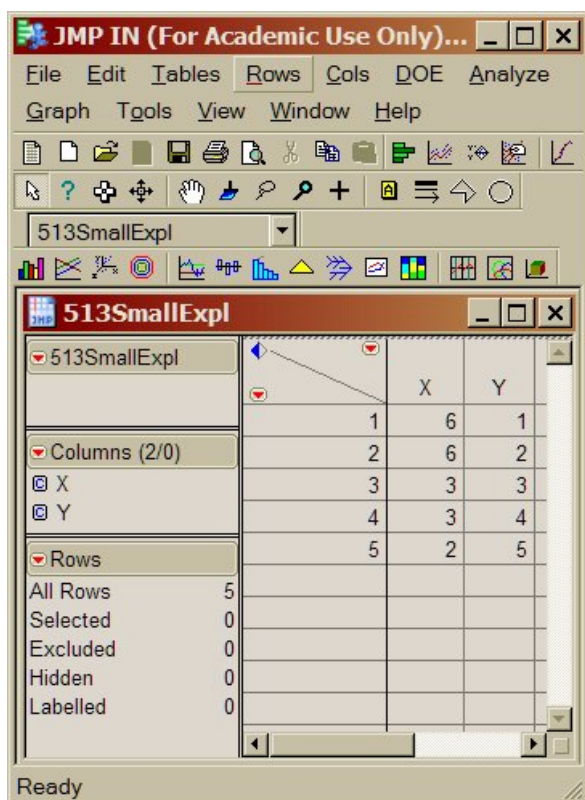 JMP IN (For Academic Use Only)...
File Edit Tables Rows Cols DOE Analyze
Graph Tools View Window Help
513SmallExpl
513SmallExpl
513SmallExpl
X Y
1 6 1
2 6 2
3 3 3
4 3 4
5 2 5
Columns (2/0)
C X
C Y
Rows
All Rows 5
Selected 0
Excluded 0
Hidden 0
Labelled 0
Ready